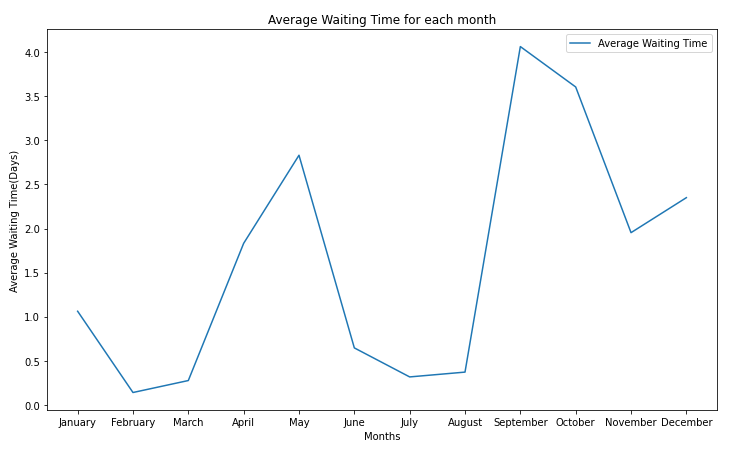 Average Waiting Time for each month
Average Waiting Time
Average Waiting Time(Days)
4.0
3.5
3.0
2.5
2.0
1.5
1.0
0.5
0.0
January February March April May June July August September October November December
Months